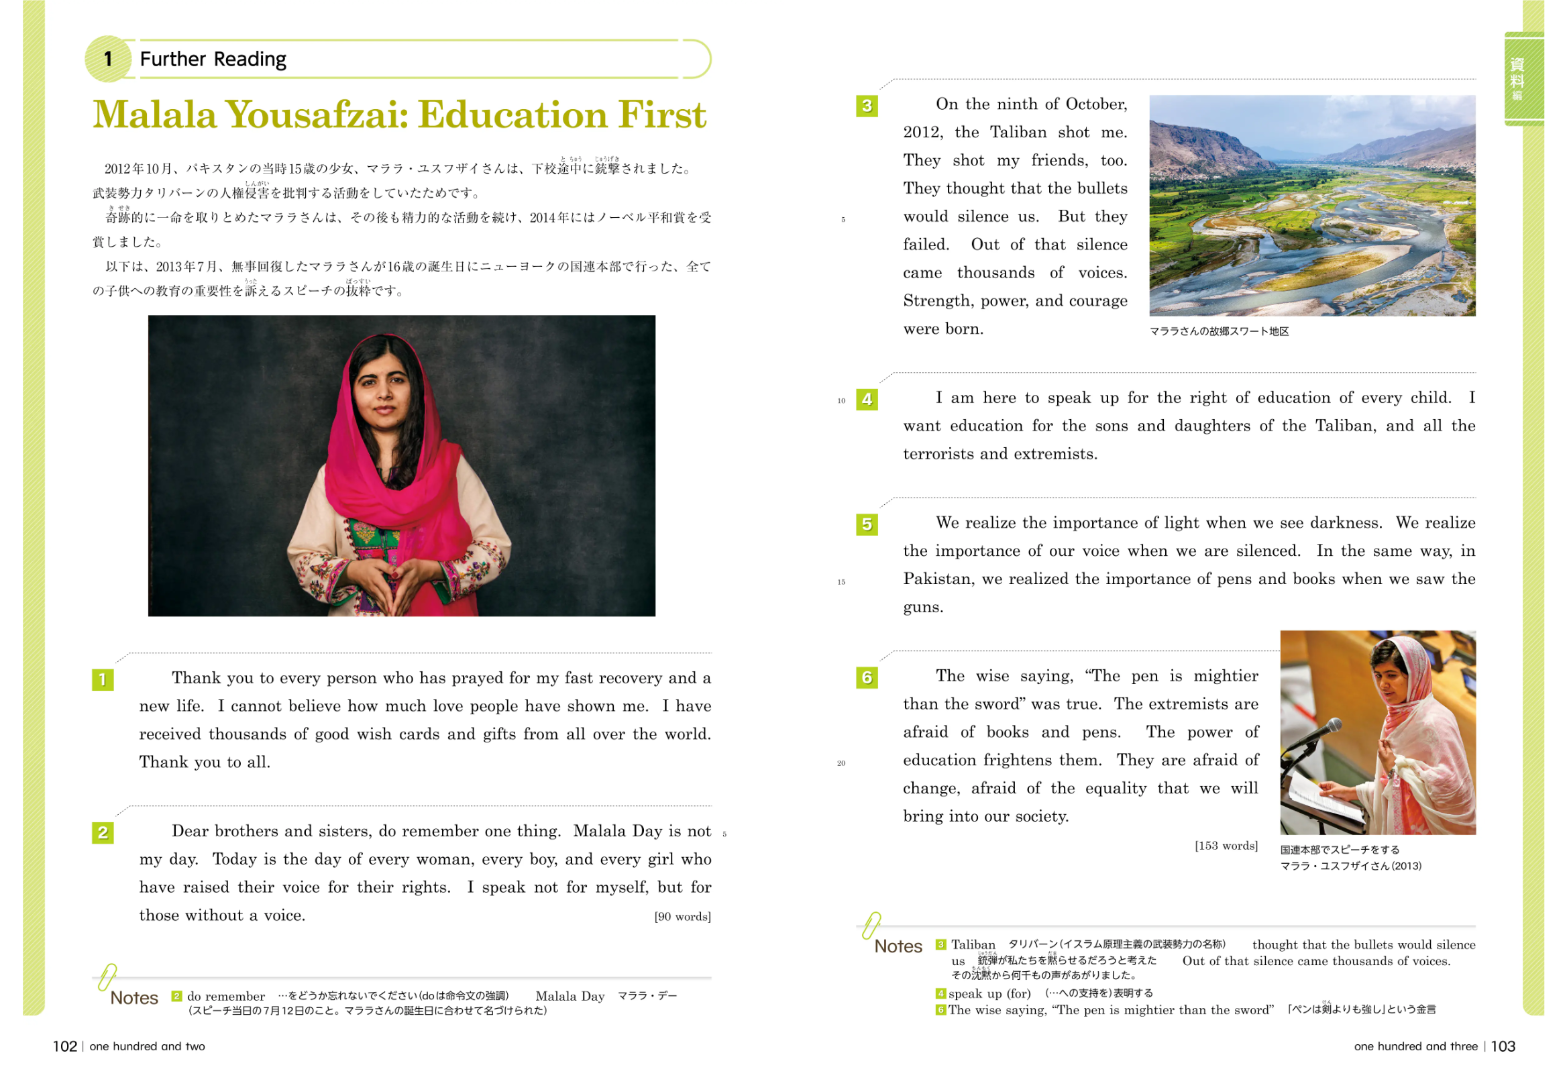 1 Further Reading
Malala Yousafzai: Education First
2012年10月、パキスタンの当時15歳の少女、マララ・ユスフザイさんは、下校途中に銃撃されました。
武装勢力タリバーンの人権侵害を批判する活動をしていたためです。
奇跡的に一命を取りとめたマララさんは、その後も精力的な活動を続け、2014年にはノーベル平和賞を受
賞しました。
以下は、2013年7月、無事回復したマララさんが16歳の誕生日にニューヨークの国連本部で行った、全て
の子供への教育の重要性を訴えるスピーチの抜粋です。
1 Thank you to every person who has prayed for my fast recovery and a
new life. I cannot believe how much love people have shown me. I have
received thousands of good wish cards and gifts from all over the world.
Thank you to all.
2 Dear brothers and sisters, do remember one thing. Malala Day is not 5
my day. Today is the day of every woman, every boy, and every girl who
have raised their voice for their rights. I speak not for myself, but for
those without a voice. [90 words]
Notes 2 do remember …をどうか忘れないでください(doは命令文の強調) Malala Day マララ・デー
(スピーチ当日の7月12日のこと。マララさんの誕生日に合わせて名づけられた)
102 | one hundred and two
資料編
3 On the ninth of October,
2012, the Taliban shot me.
They shot my friends, too.
They thought that the bullets
5 would silence us. But they
failed. Out of that silence
came thousands of voices.
Strength, power, and courage
were born.
マララさんの故郷スワート地区
10 4 I am here to speak up for the right of education of every child. I
want education for the sons and daughters of the Taliban, and all the
terrorists and extremists.
5 We realize the importance of light when we see darkness. We realize
the importance of our voice when we are silenced. In the same way, in
15 Pakistan, we realized the importance of pens and books when we saw the
guns.
6 The wise saying, “The pen is mightier
than the sword” was true. The extremists are
afraid of books and pens. The power of
20 education frightens them. They are afraid of
change, afraid of the equality that we will
bring into our society.
[153 words]
国連本部でスピーチをする
マララ・ユスフザイさん(2013)
Notes 3 Taliban タリバーン(イスラム原理主義の武装勢力の名称) thought that the bullets would silence
us 銃弾が私たちを黙らせるだろうと考えた Out of that silence came thousands of voices.
その沈黙から何千もの声があがりました。
4 speak up (for) (…への支持を)表明する
6 The wise saying, “The pen is mightier than the sword” 「ペンは剣よりも強し」という金言
one hundred and three | 103